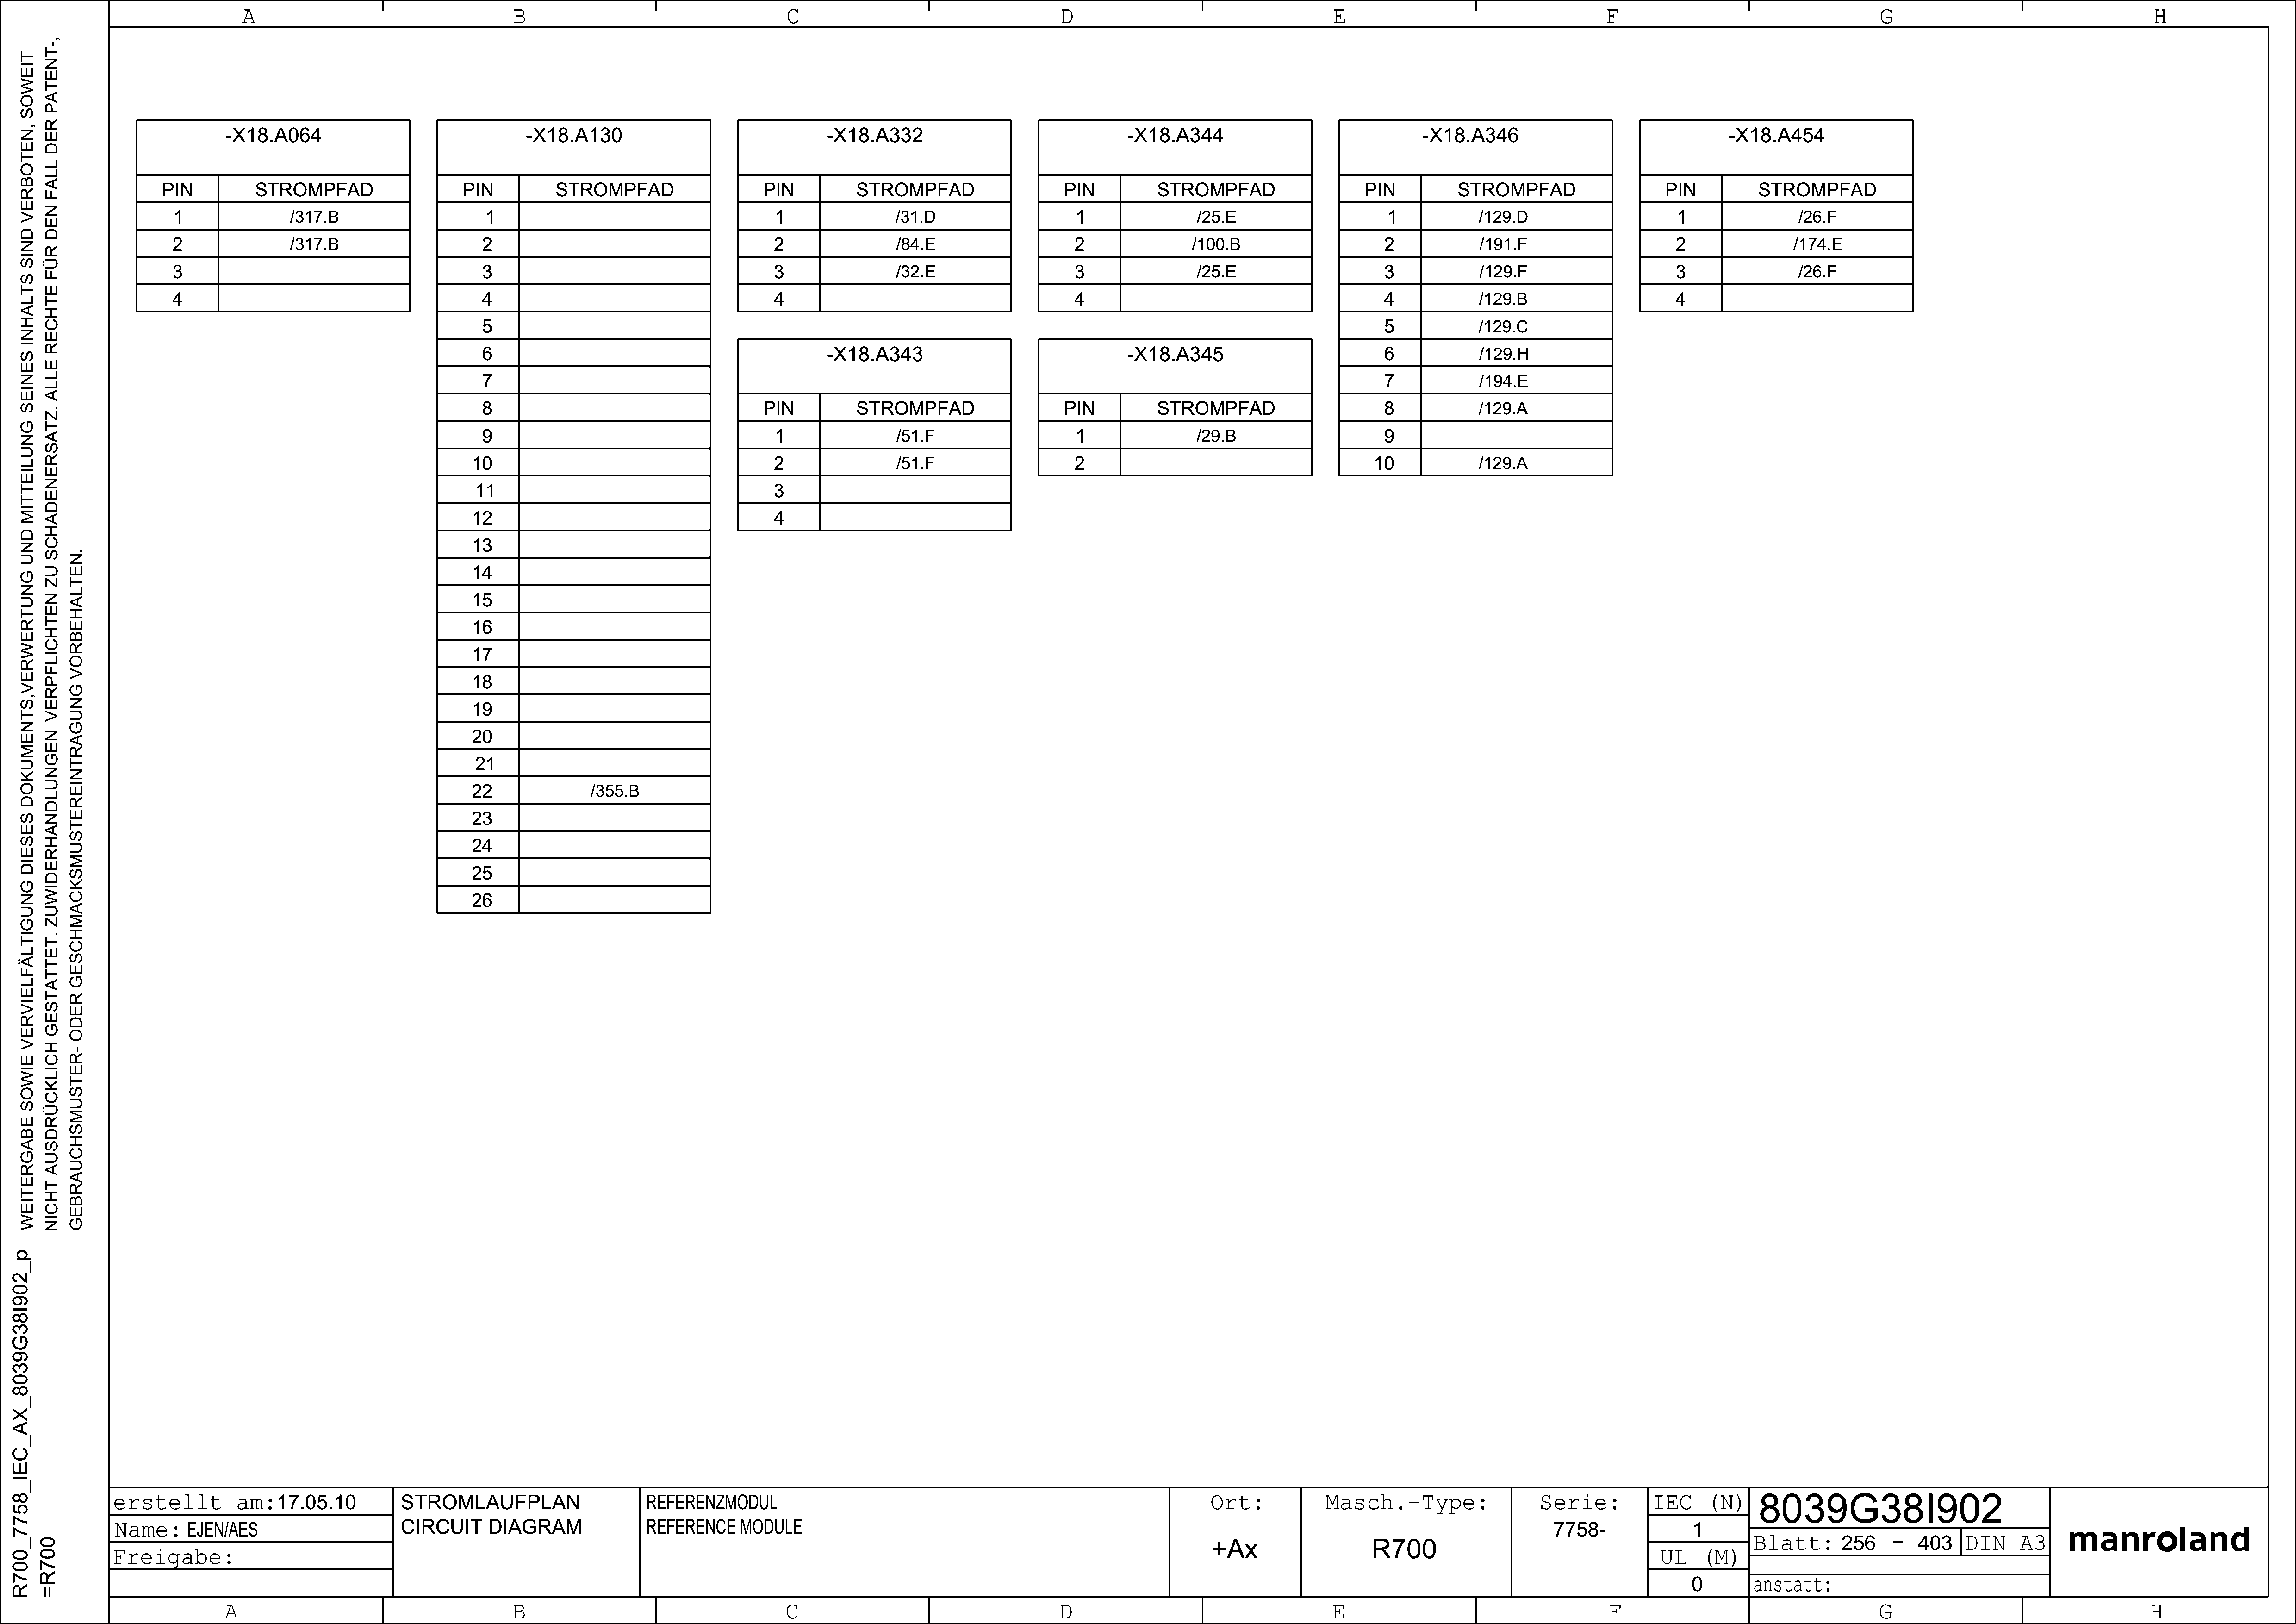 A B C D E F G H
WEITERGABE SOWIE VERVIELFÄLTIGUNG DIESES DOKUMENTS,VERWERTUNG UND MITTEILUNG SEINES INHALTS SIND VERBOTEN, SOWEIT
NICHT AUSDRÜCKLICH GESTATTET. ZUWIDERHANDLUNGEN VERPFLICHTEN ZU SCHADENERSATZ. ALLE RECHTE FÜR DEN FALL DER PATENT-,
GEBRAUCHSMUSTER- ODER GESCHMACKSMUSTEREINTRAGUNG VORBEHALTEN.
R700_7758_IEC_AX_8039G38I902_p
=R700
-X18.A064
PIN STROMPFAD
1 /317.B
2 /317.B
3
4
-X18.A130
PIN STROMPFAD
1
2
3
4
5
6
7
8
9
10
11
12
13
14
15
16
17
18
19
20
21
22 /355.B
23
24
25
26
-X18.A332
PIN STROMPFAD
1 /31.D
2 /84.E
3 /32.E
4
-X18.A343
PIN STROMPFAD
1 /51.F
2 /51.F
3
4
-X18.A344
PIN STROMPFAD
1 /25.E
2 /100.B
3 /25.E
4
-X18.A345
PIN STROMPFAD
1 /29.B
2
-X18.A346
PIN STROMPFAD
1 /129.D
2 /191.F
3 /129.F
4 /129.B
5 /129.C
6 /129.H
7 /194.E
8 /129.A
9
10 /129.A
-X18.A454
PIN STROMPFAD
1 /26.F
2 /174.E
3 /26.F
4
erstellt am:17.05.10
Name: EJEN/AES
Freigabe:
STROMLAUFPLAN
CIRCUIT DIAGRAM
REFERENZMODUL
REFERENCE MODULE
Ort:
+Ax
Masch.-Type:
R700
Serie:
7758-
IEC (N)
1
UL (M)
0
8039G38I902
Blatt: 256 - 403 DIN A3
anstatt:
manroland
A B C D E F G H